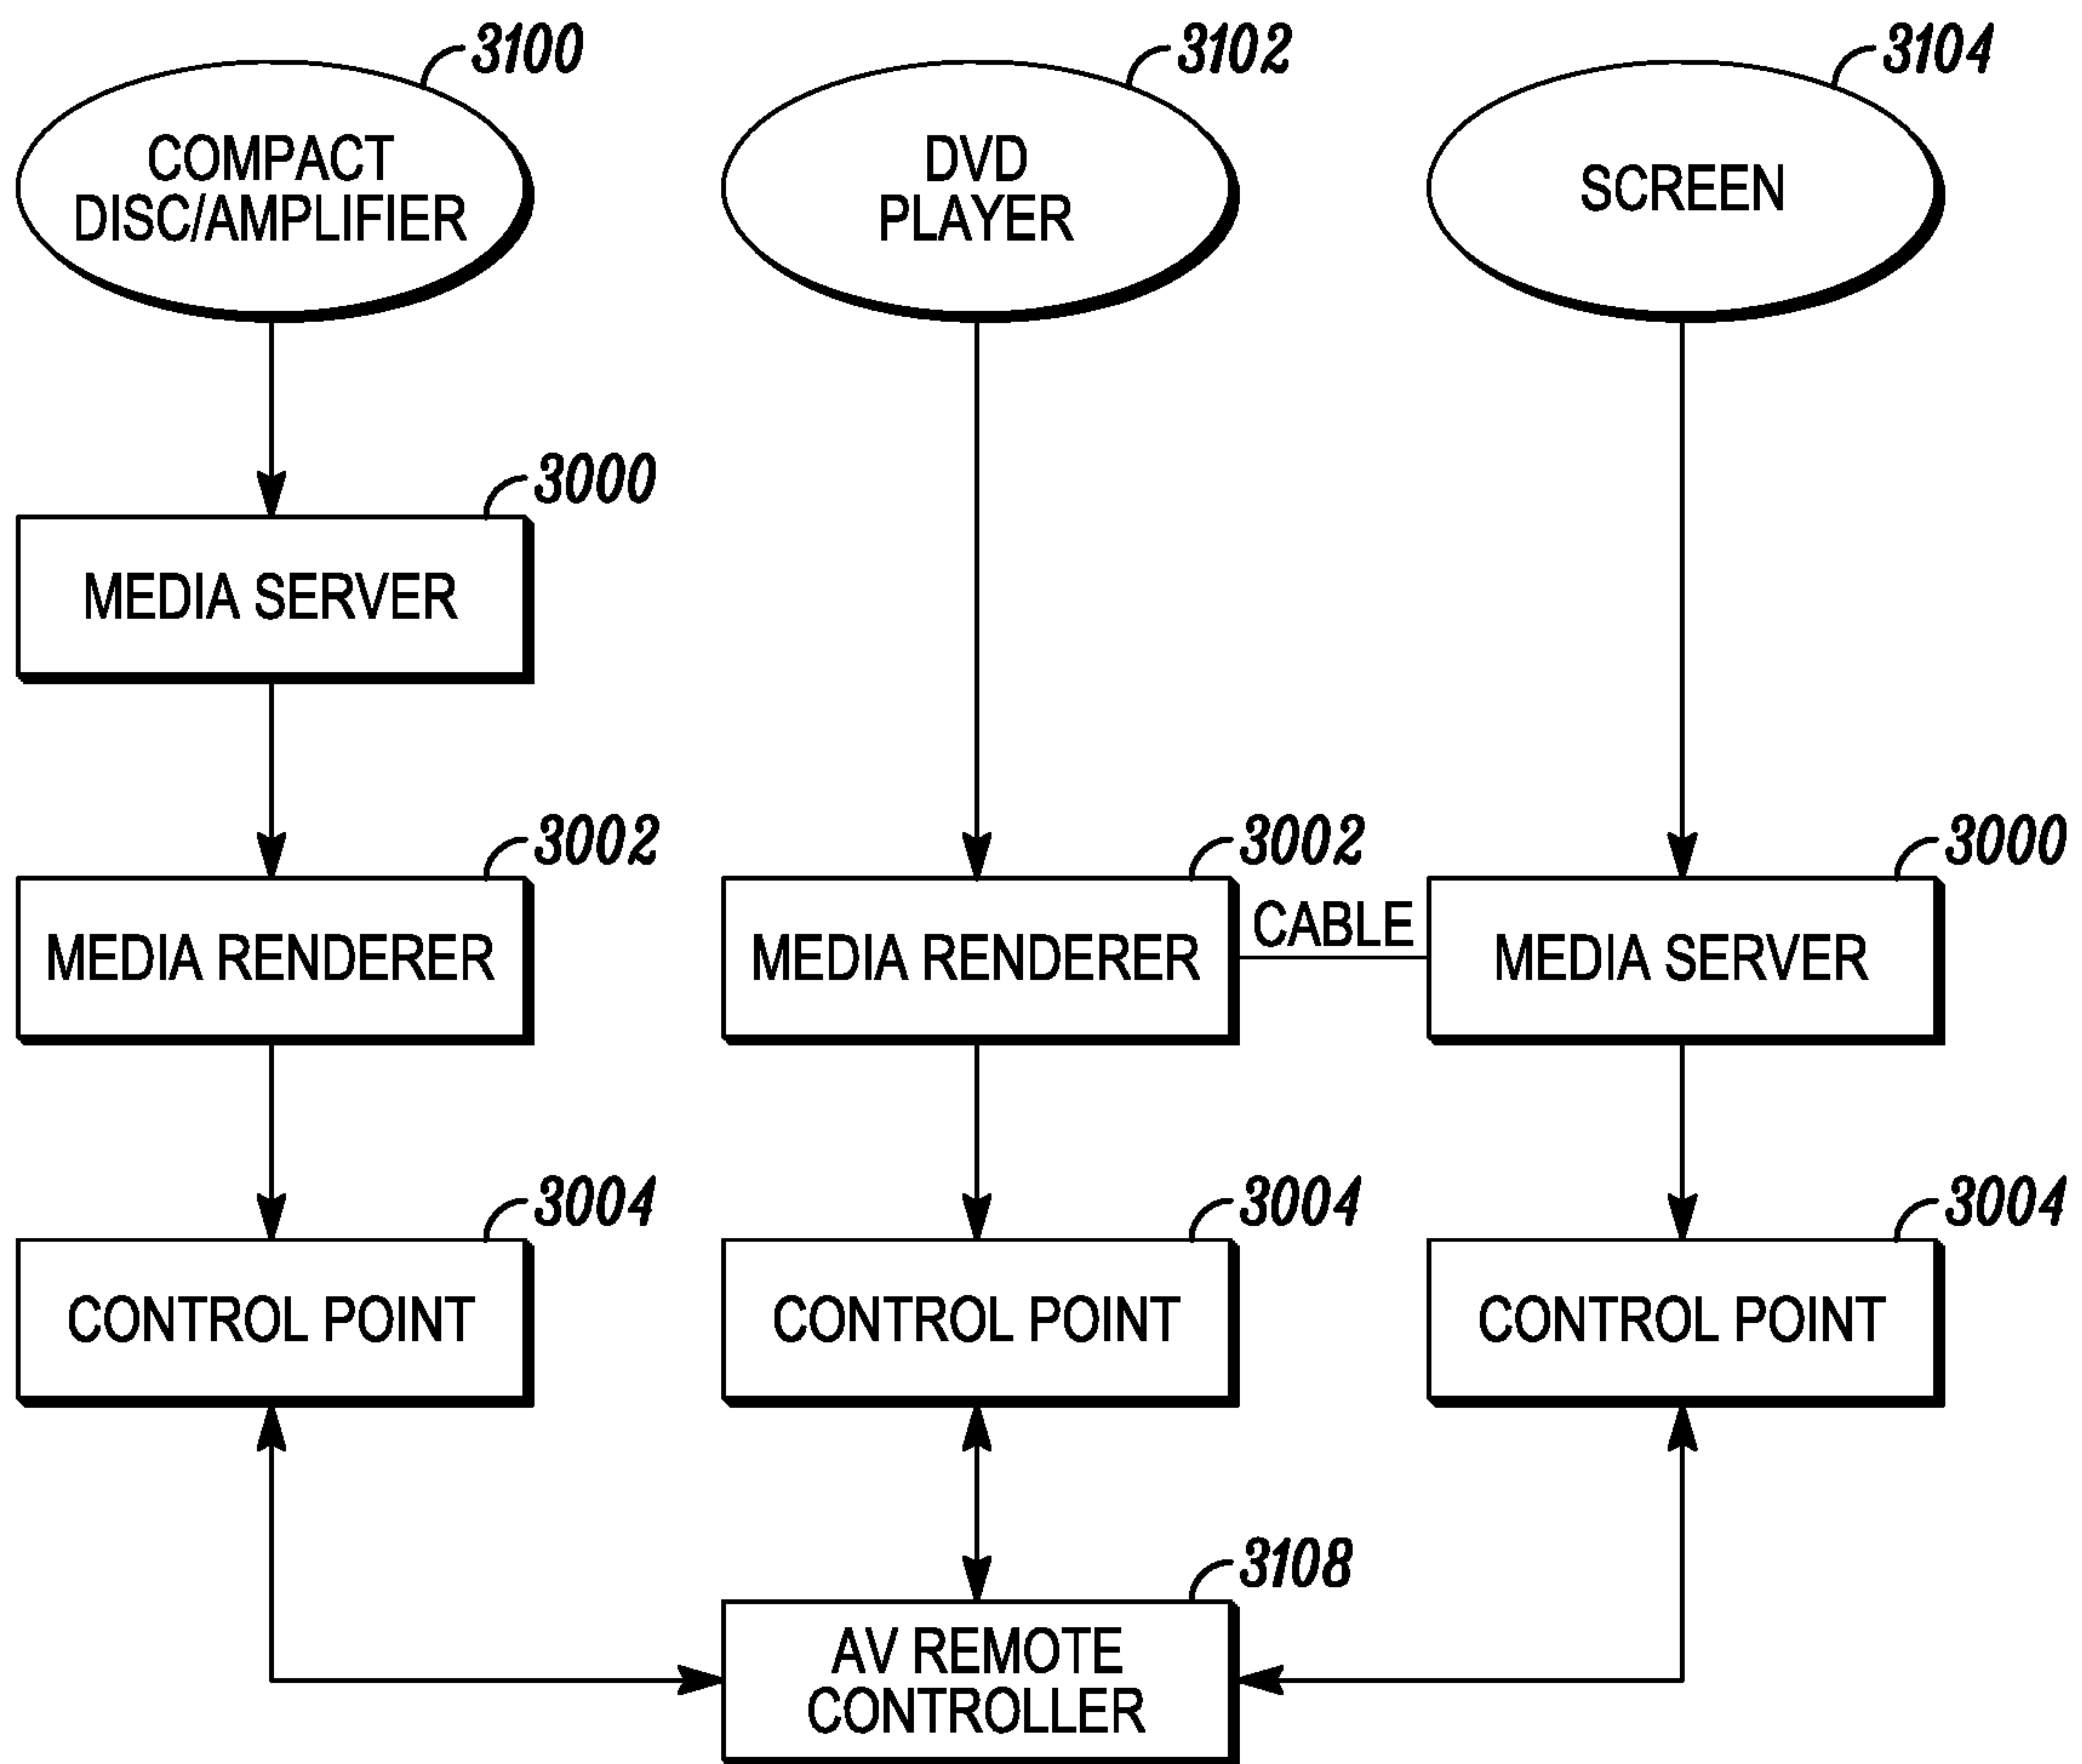 3100
3102
3104
COMPACT
DISC/AMPLIFIER
DVD
PLAYER
SCREEN
3000
MEDIA SERVER
3002
3002
3000
MEDIA RENDERER
MEDIA RENDERER
CABLE
MEDIA SERVER
3004
3004
3004
CONTROL POINT
CONTROL POINT
CONTROL POINT
3108
AV REMOTE
CONTROLLER